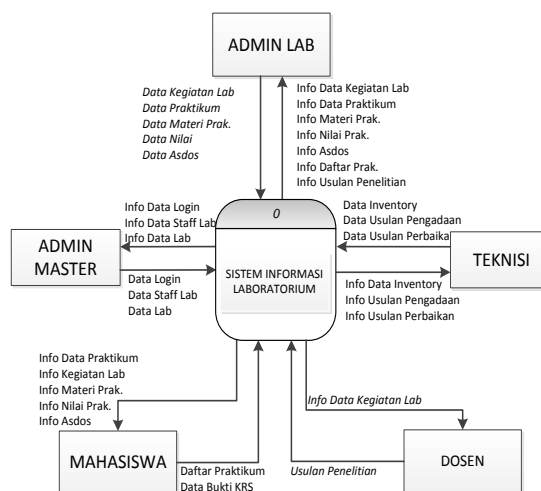 ADMIN LAB
Data Kegiatan Lab
Data Praktikum
Data Materi Prak.
Data Nilai
Data Asdos
Info Data Kegiatan Lab
Info Data Praktikum
Info Materi Prak.
Info Nilai Prak.
Info Asdos
Info Daftar Prak.
Info Usulan Penelitian
Info Data Login
Info Data Staff Lab
Info Data Lab
0
Data Inventory
Data Usulan Pengadaan
Data Usulan Perbaikan
ADMIN
MASTER
SISTEM INFORMASI
LABORATORIUM
TEKNISI
Data Login
Data Staff Lab
Data Lab
Info Data Inventory
Info Usulan Pengadaan
Info Usulan Perbaikan
Info Data Praktikum
Info Kegiatan Lab
Info Materi Prak.
Info Nilai Prak.
Info Asdos
Info Data Kegiatan Lab
MAHASISWA
Daftar Praktikum
Data Bukti KRS
Usulan Penelitian
DOSEN